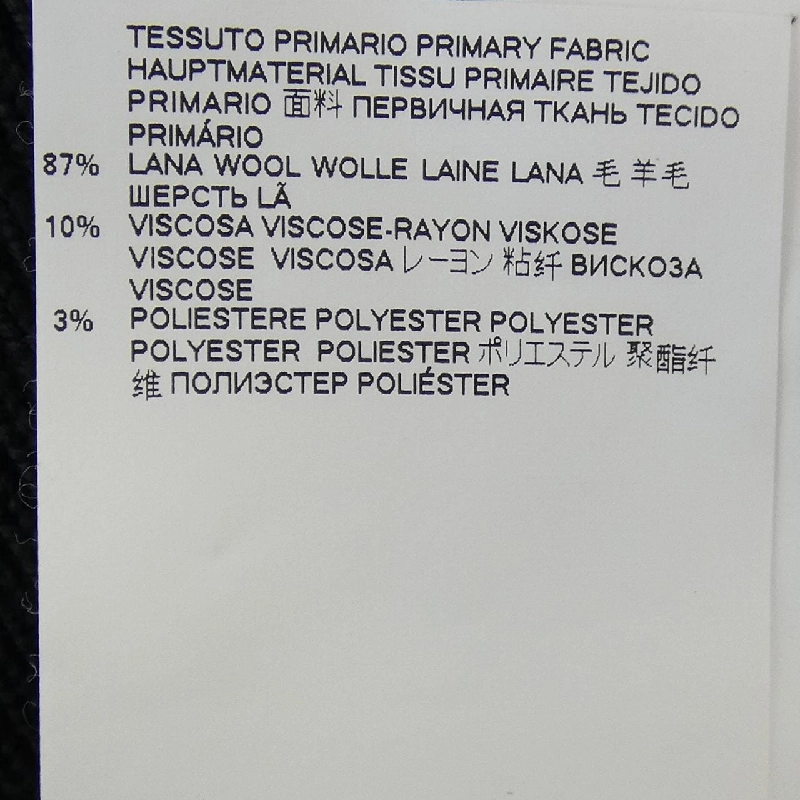 TESSUTO PRIMARIO PRIMARY FABRIC
HAUPTMATERIAL TISSU PRIMAIRE TEJIDO
PRIMARIO 面料 ПЕРВИЧНАЯ ТКАНЬ TECIDO
PRIMÁRIO
87% LANA WOOL WOLLE LAINE LANA 毛 羊毛
ШЕРСТЬ LÃ
10% VISCOSA VISCOSE-RAYON VISKOSE
VISCOSE VISCOSA レーヨン 粘纤 ВИСКОЗА
VISCOSE
3% POLIESTERE POLYESTER POLYESTER
POLYESTER POLIESTER ポリエステル 聚酯纤
维 ПОЛИЭСТЕР POLIÉSTER